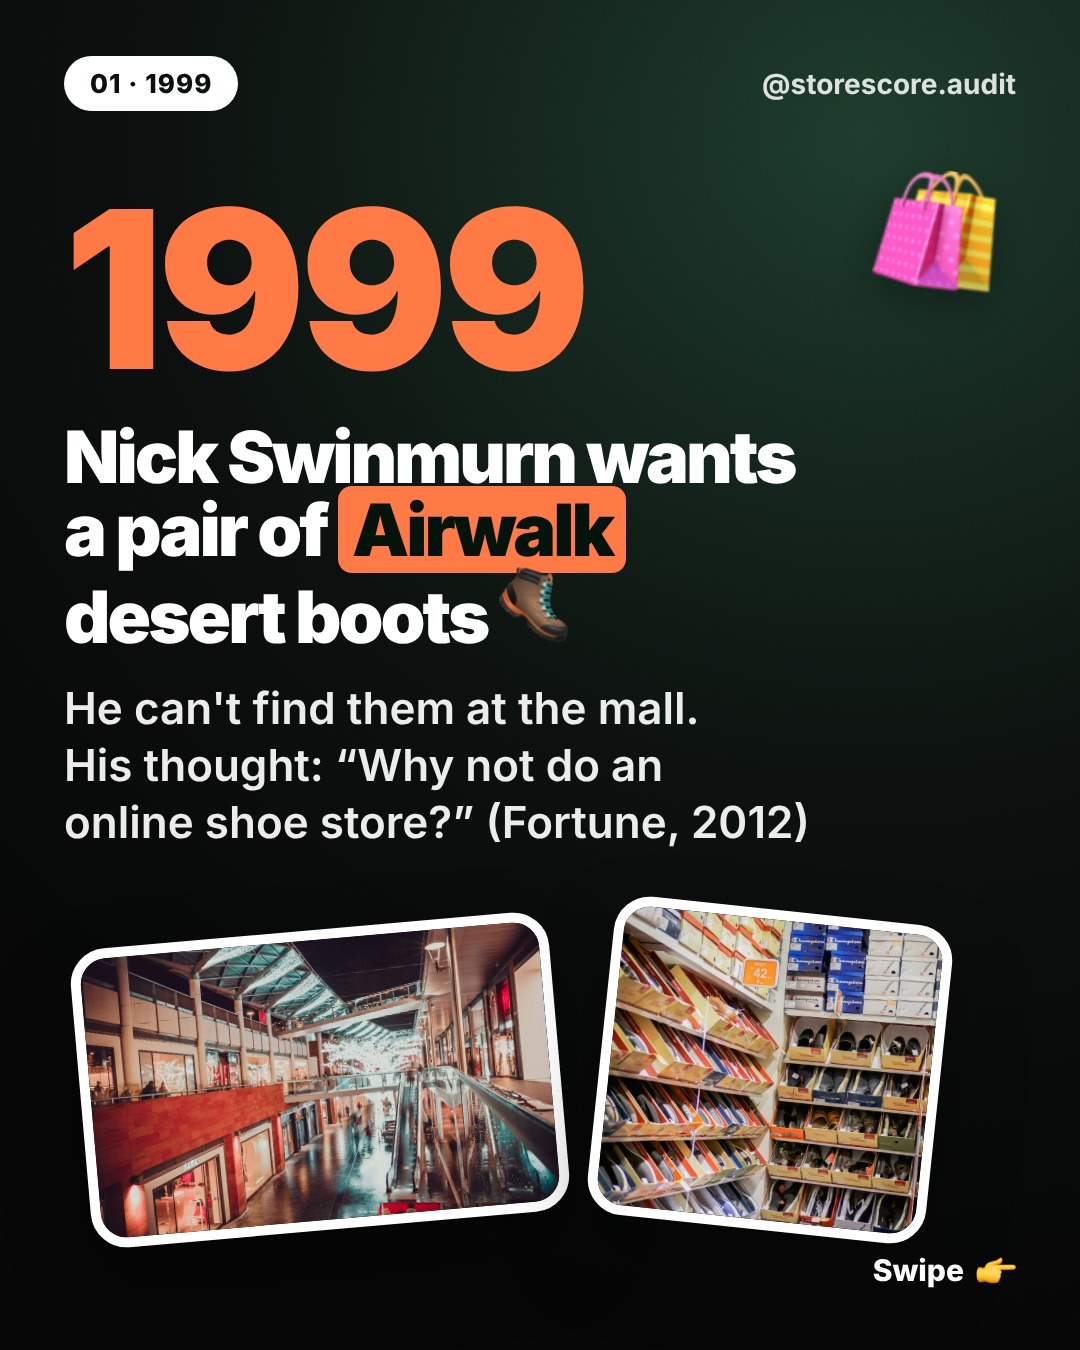 01 · 1999
@storescore.audit
1999
Nick Swinmurn wants
a pair of Airwalk
desert boots
He can't find them at the mall.
His thought: “Why not do an
online shoe store?” (Fortune, 2012)
42.
Swipe